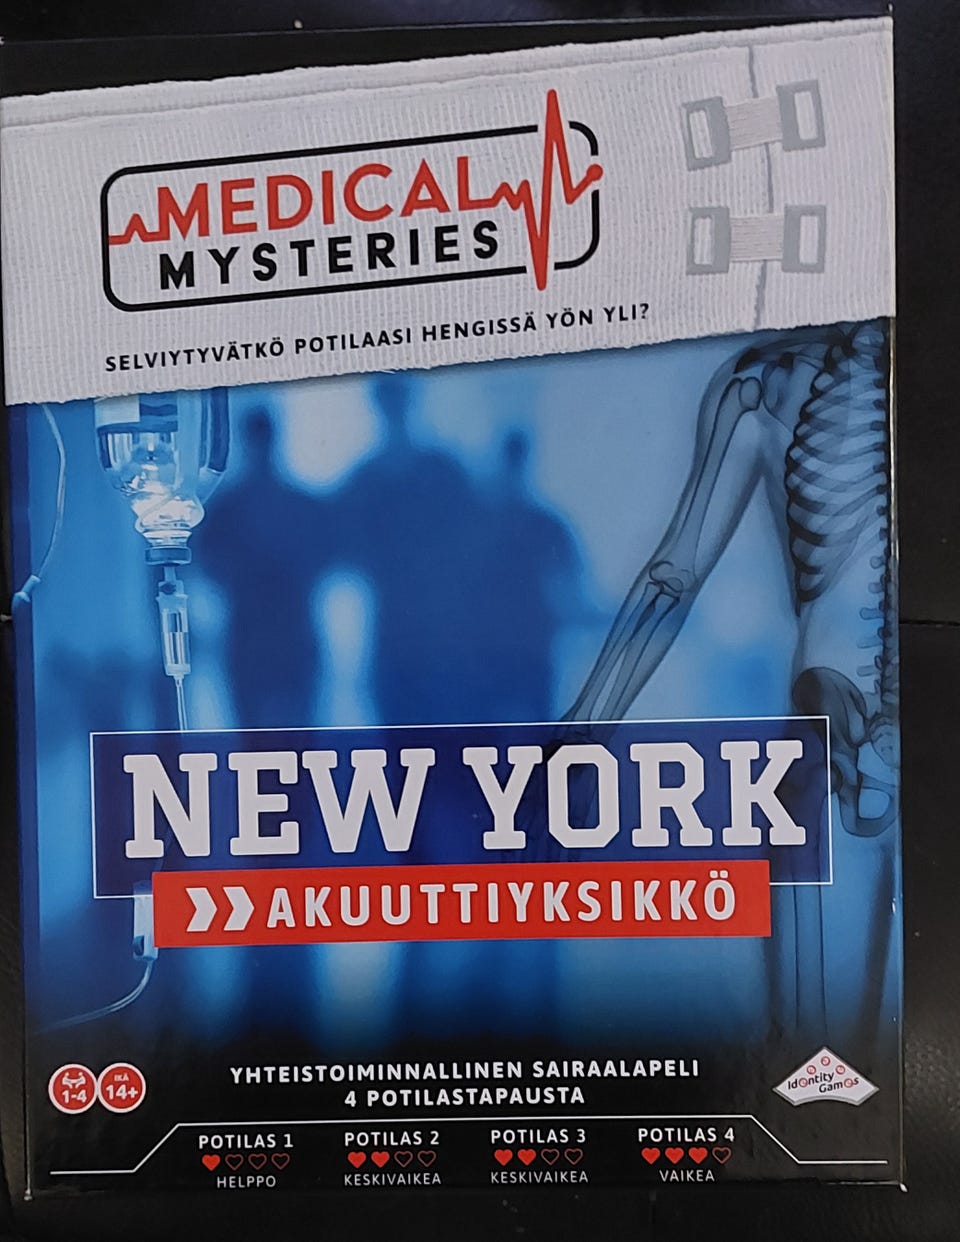 MEDICAL
MYSTERIES
SELVIYTYVÄTKÖ POTILAASI HENGISSÄ YÖN YLI?
NEW YORK
AKUUTTIYKSIKKÖ
YHTEISTOIMINNALLINEN SAIRAALAPELI
4 POTILASTAPAUSTA
1-4
IKÄ
14+
Identity
Games
POTILAS 1
HELPPO
POTILAS 2
KESKIVAIKEA
POTILAS 3
KESKIVAIKEA
POTILAS 4
VAIKEA